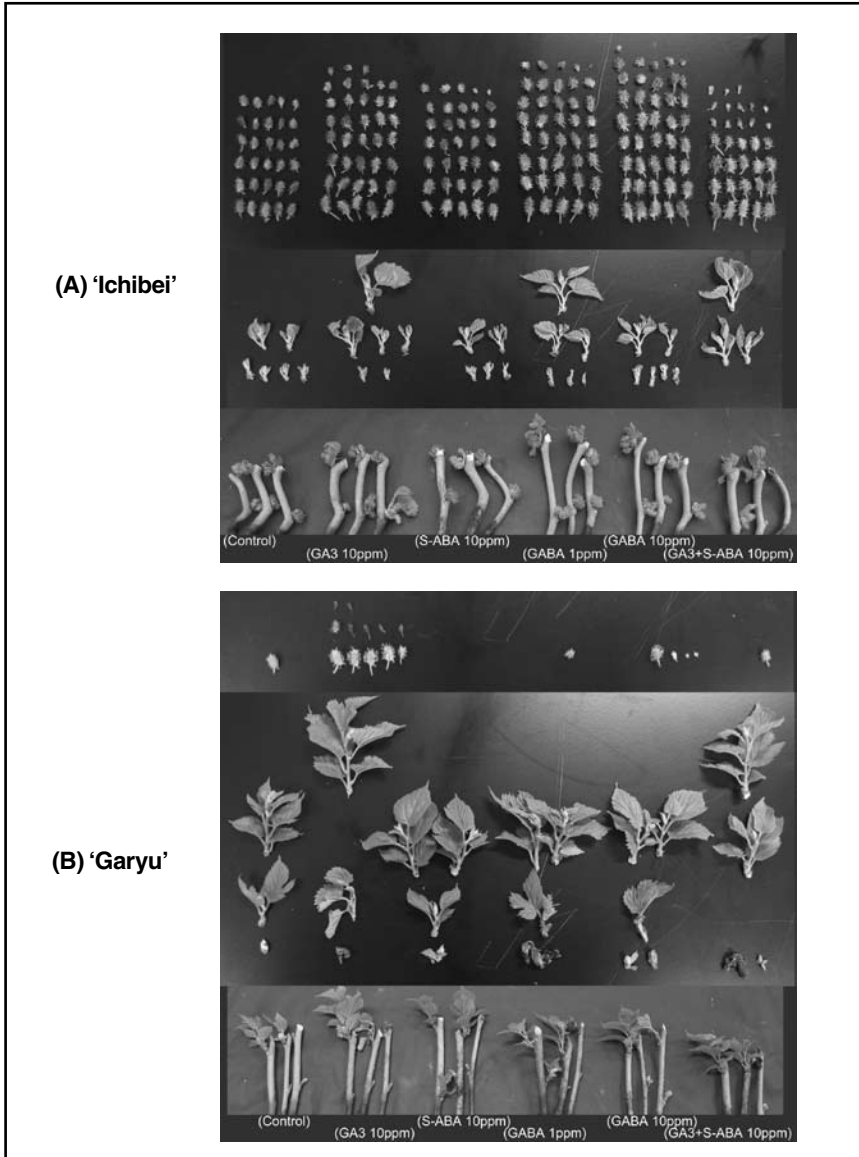 (A) ‘Ichibei’
(Control)
(GA3 10ppm)
(S-ABA 10ppm)
(GABA 1ppm)
(GABA 10ppm)
(GA3+S-ABA 10ppm)
(B) ‘Garyu’
(Control)
(GA3 10ppm)
(S-ABA 10ppm)
(GABA 1ppm)
(GABA 10ppm)
(GA3+S-ABA 10ppm)